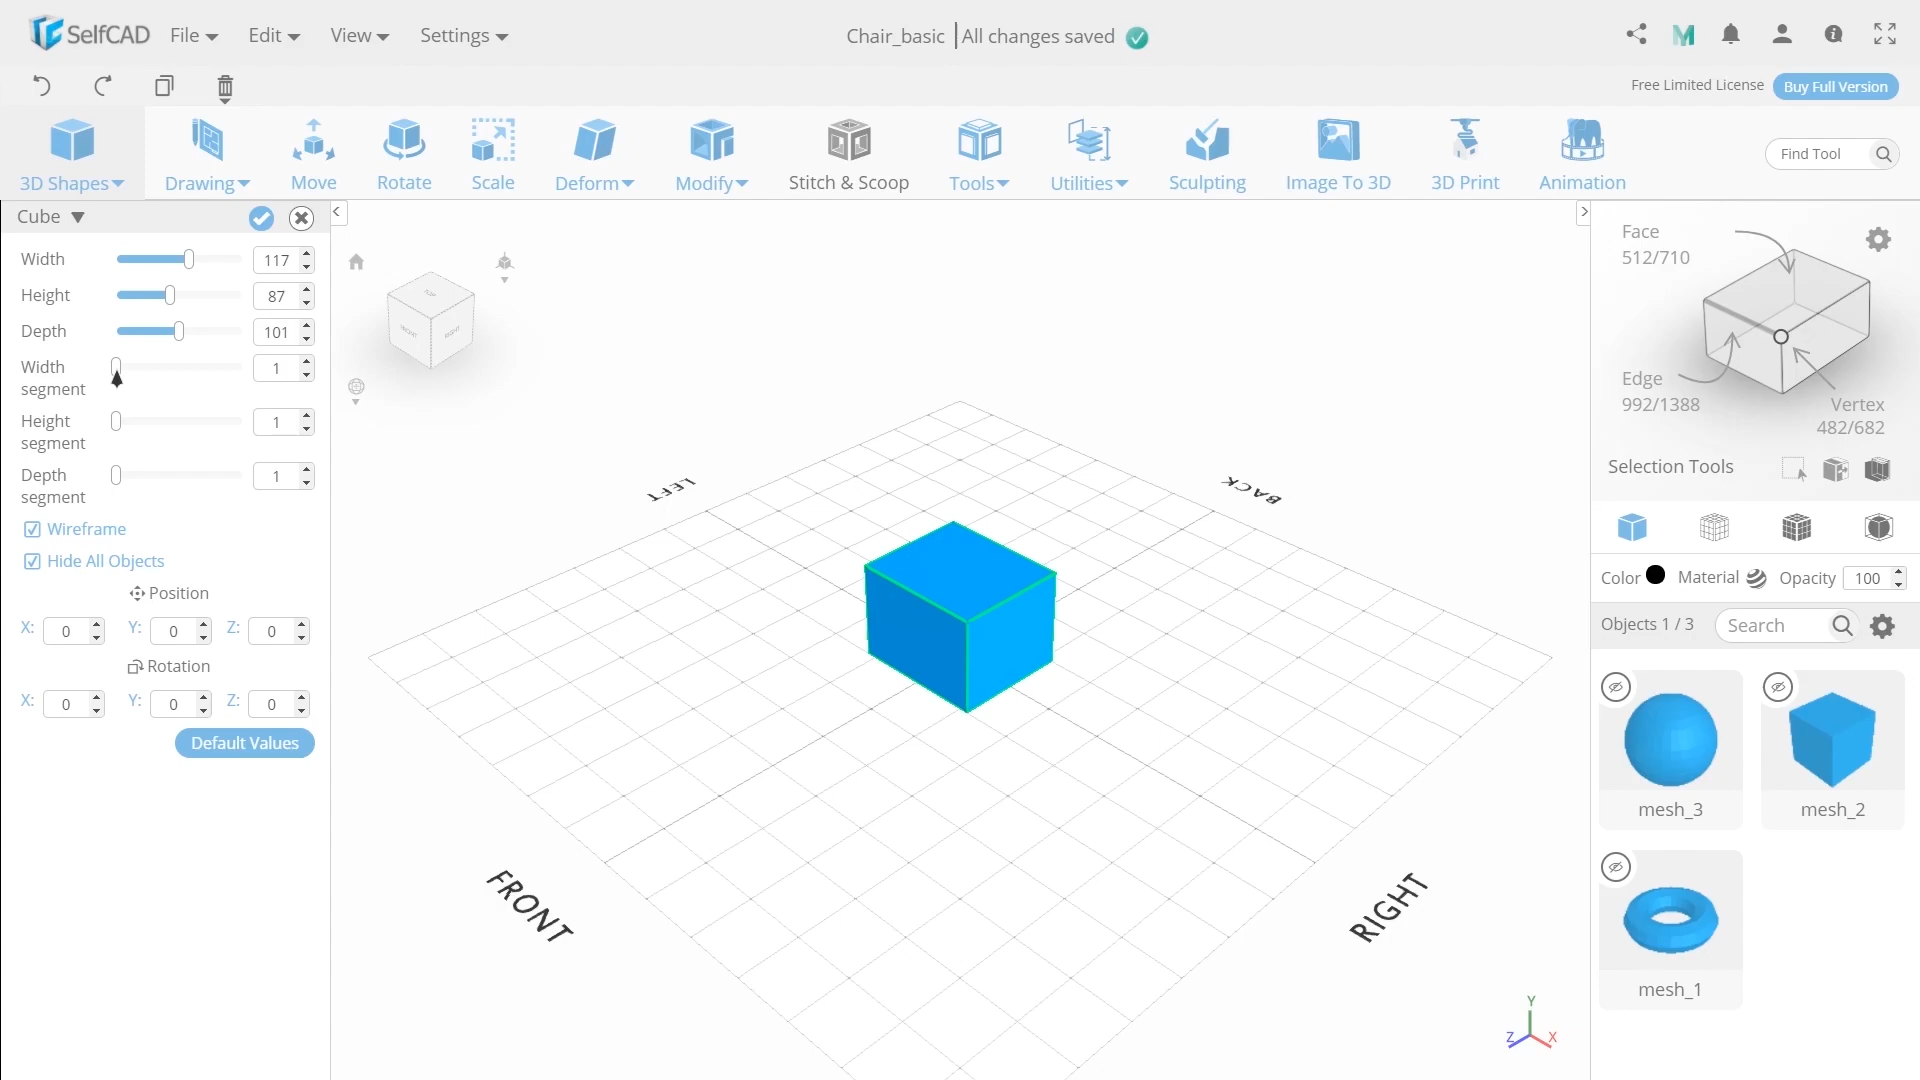 SelfCAD File Edit View Settings Chair_basic All changes saved
Free Limited License Buy Full Version
3D Shapes Drawing Move Rotate Scale Deform Modify Stitch & Scoop Tools Utilities Sculpting Image To 3D 3D Print Animation Find Tool
Cube
Width 117
Height 87
Depth 101
Width segment 1
Height segment 1
Depth segment 1
Wireframe
Hide All Objects
Position
X: 0 Y: 0 Z: 0
Rotation
X: 0 Y: 0 Z: 0
Default Values
TOP
FRONT RIGHT
LEFT BACK
FRONT RIGHT
Y
Z X
Face
512/710
Edge
992/1388
Vertex
482/682
Selection Tools
Color Material Opacity 100
Objects 1 / 3 Search
mesh_3 mesh_2
mesh_1